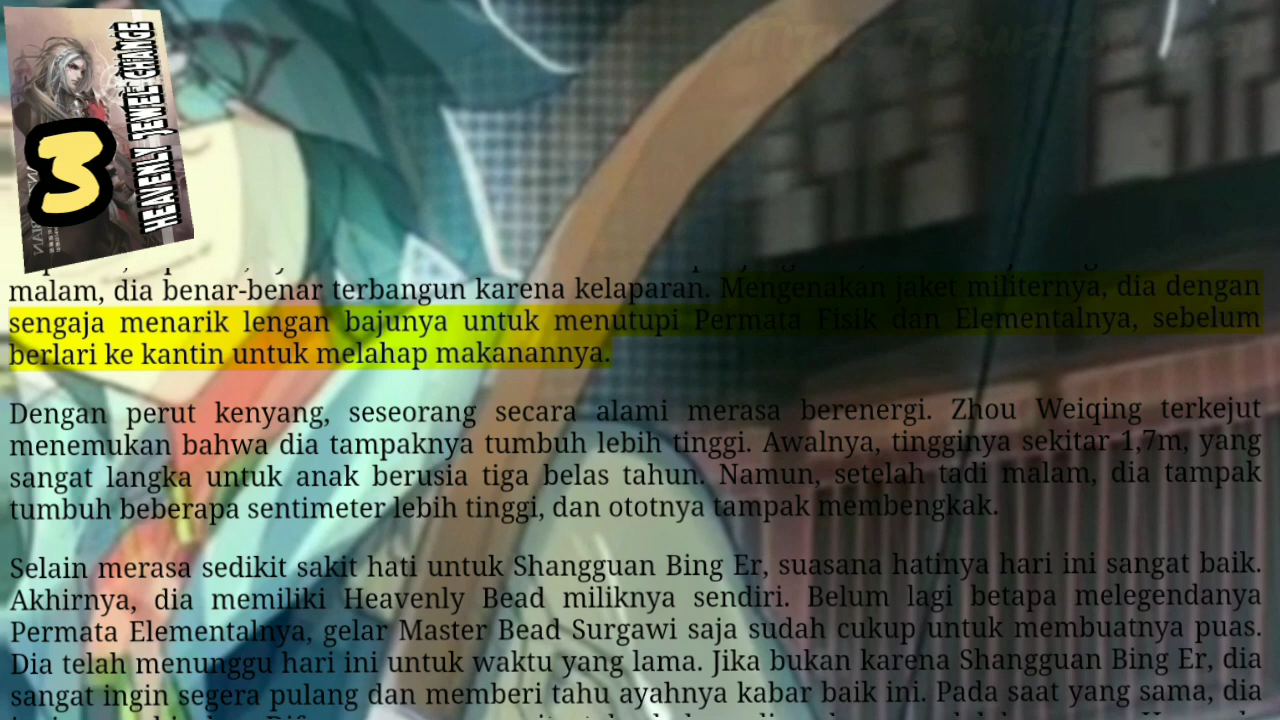 HEAVENLY JEWEL CHANGE
3
malam, dia benar-benar terbangun karena kelaparan. Mengenakan jaket militernya, dia dengan
sengaja menarik lengan bajunya untuk menutupi Permata Fisik dan Elementalnya, sebelum
berlari ke kantin untuk melahap makanannya.
Dengan perut kenyang, seseorang secara alami merasa berenergi. Zhou Weiqing terkejut
menemukan bahwa dia tampaknya tumbuh lebih tinggi. Awalnya, tingginya sekitar 1,7m, yang
sangat langka untuk anak berusia tiga belas tahun. Namun, setelah tadi malam, dia tampak
tumbuh beberapa sentimeter lebih tinggi, dan ototnya tampak membengkak.
Selain merasa sedikit sakit hati untuk Shangguan Bing Er, suasana hatinya hari ini sangat baik.
Akhirnya, dia memiliki Heavenly Bead miliknya sendiri. Belum lagi betapa melegendanya
Permata Elementalnya, gelar Master Bead Surgawi saja sudah cukup untuk membuatnya puas.
Dia telah menunggu hari ini untuk waktu yang lama. Jika bukan karena Shangguan Bing Er, dia
sangat ingin segera pulang dan memberi tahu ayahnya kabar baik ini. Pada saat yang sama, dia